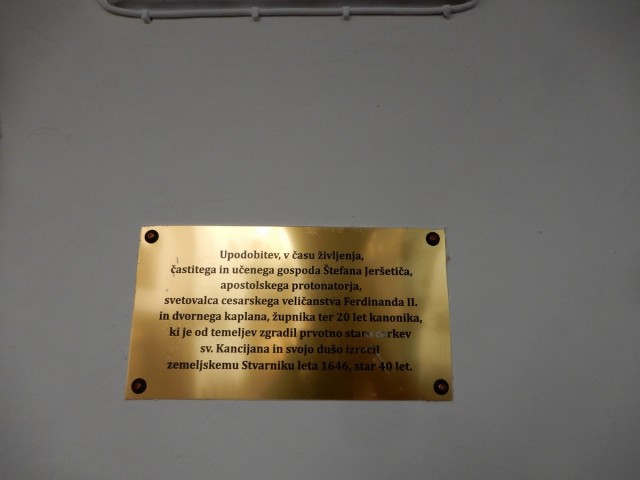 Upodobitev, v času življenja,
častitega in učenega gospoda Štefana Jeršetiča,
apostolskega protonatorja,
svetovalca cesarskega veličanstva Ferdinanda II.
in dvornega kaplana, župnika ter 20 let kanonika,
ki je od temeljev zgradil prvotno staro cerkev
sv. Kancijana in svojo dušo izročil
zemeljskemu Stvarniku leta 1646, star 40 let.